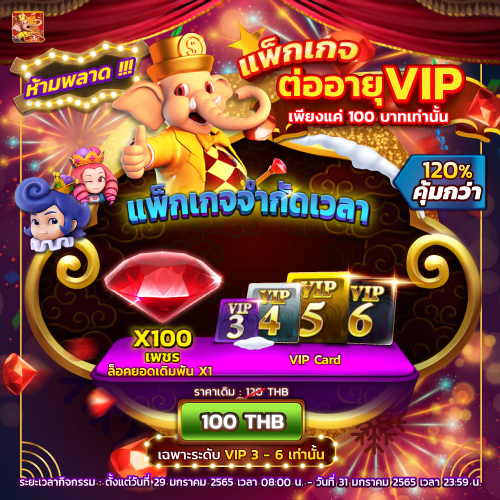 ห้ามพลาด !!!
แพ็กเกจ
ต่ออายุ VIP
เพียงแค่ 100 บาทเท่านั้น
120%
คุ้มกว่า
แพ็กเกจจำกัดเวลา
VIP 3
VIP 4
VIP 5
VIP 6
X100
เพชร
ล็อคยอดเดิมพัน X1
VIP Card
ราคาเดิม : 120 THB
100 THB
เฉพาะระดับ VIP 3 - 6 เท่านั้น
ระยะเวลากิจกรรม : ตั้งแต่วันที่ 29 มกราคม 2565 เวลา 08:00 น. - วันที่ 31 มกราคม 2565 เวลา 23:59 น.